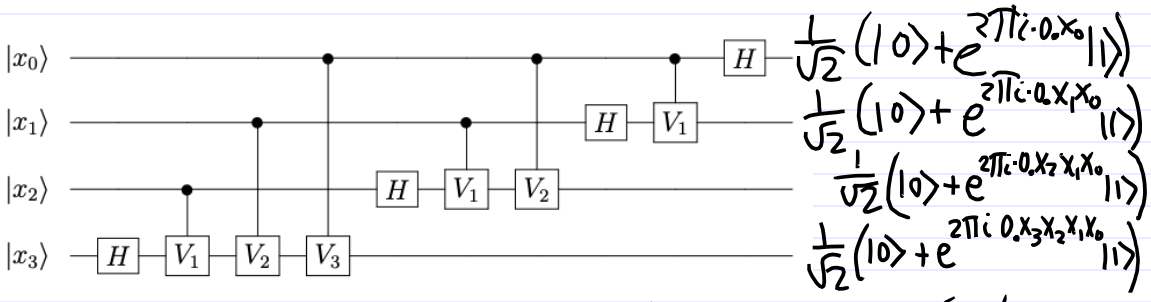 |x₀⟩ H 1/√2 (|0⟩+e^{2πi·0.x₀}|1⟩)
|x₁⟩ H V₁ 1/√2 (|0⟩+e^{2πi·0.x₁x₀}|1⟩)
|x₂⟩ H V₁ V₂ 1/√2 (|0⟩+e^{2πi·0.x₂x₁x₀}|1⟩)
|x₃⟩ H V₁ V₂ V₃ 1/√2 (|0⟩+e^{2πi 0.x₃x₂x₁x₀}|1⟩)